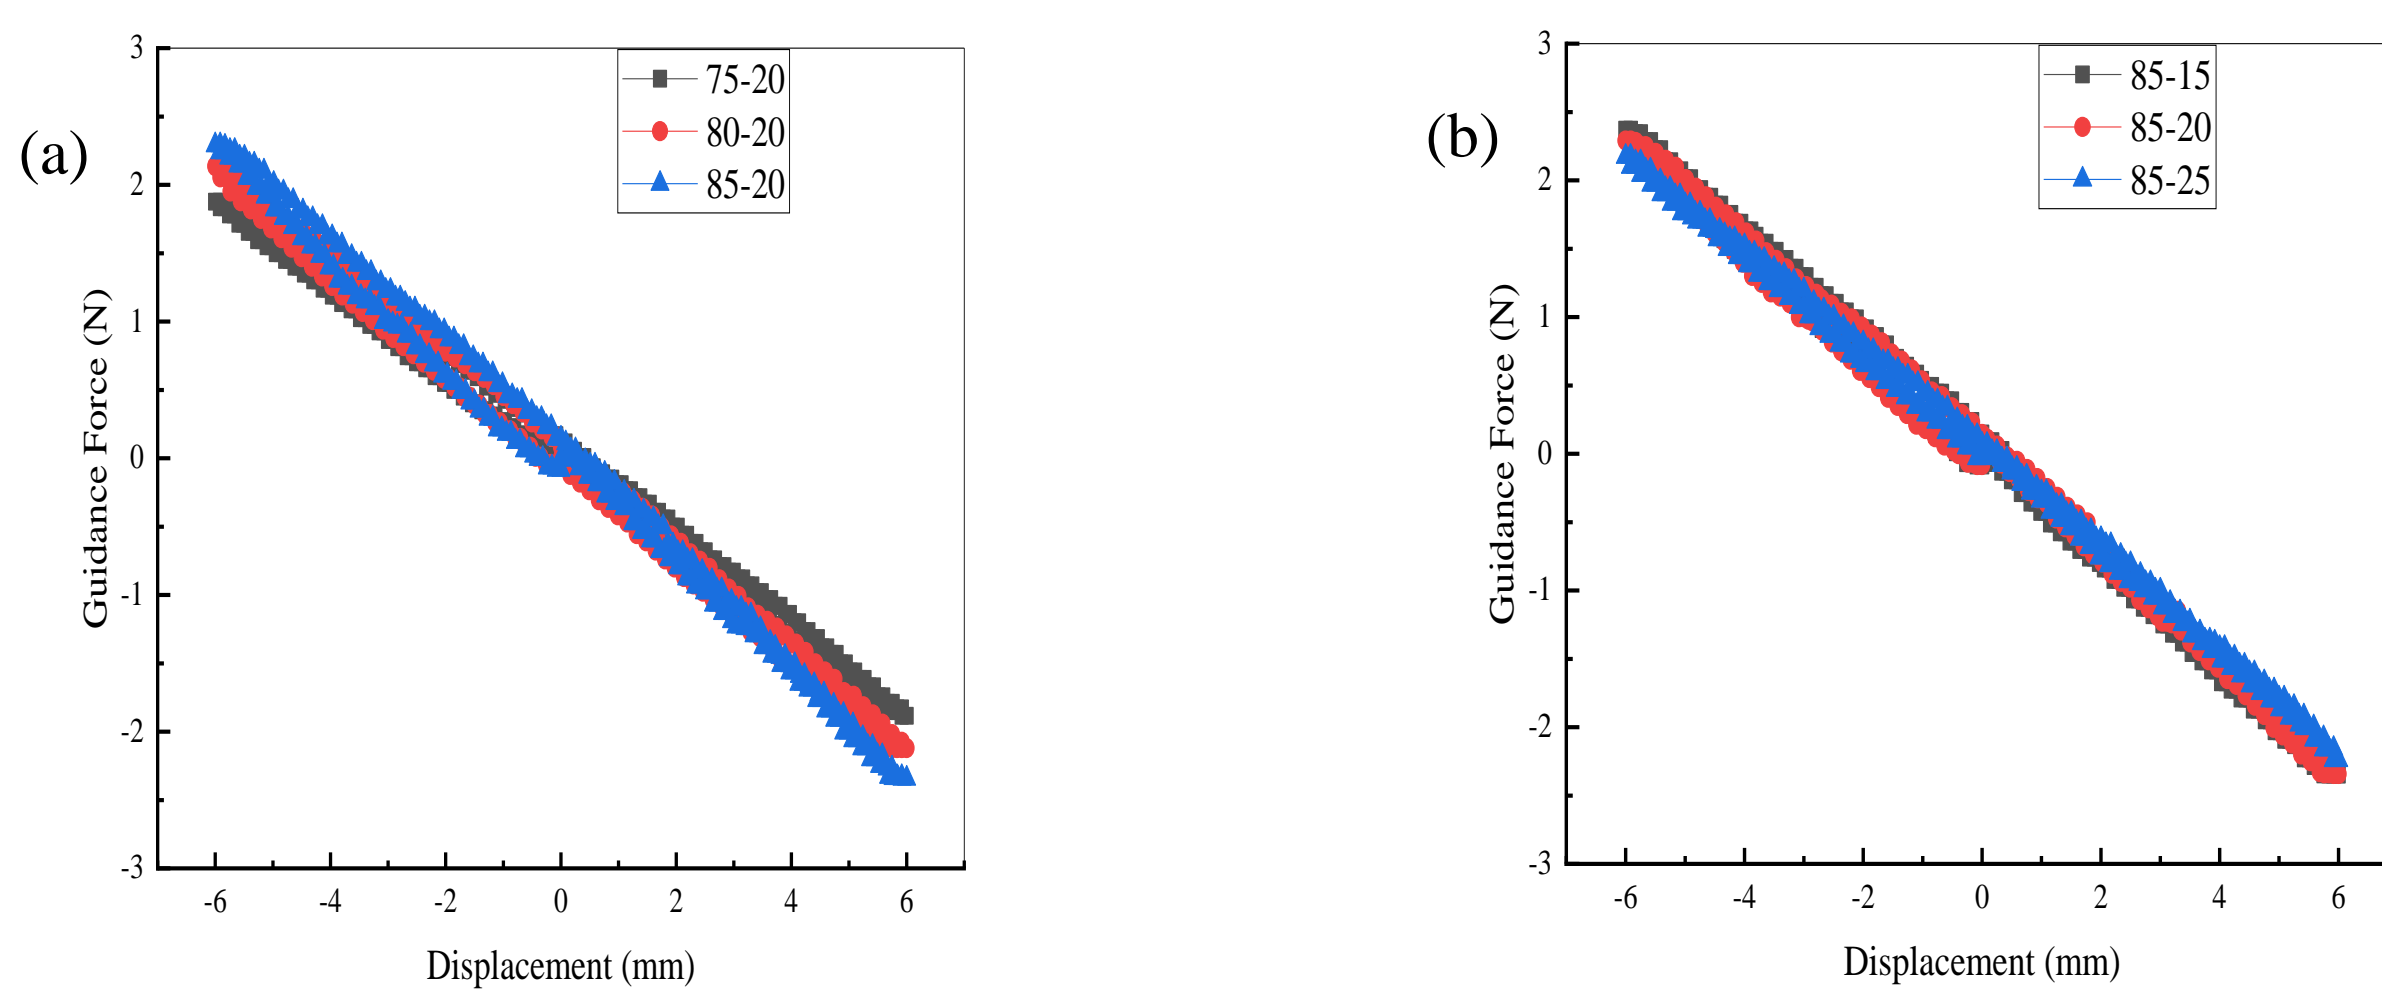 (a)
Guidance Force (N)
3
2
1
0
-1
-2
-3
75-20
80-20
85-20
-6 -4 -2 0 2 4 6
Displacement (mm)
(b)
Guidance Force (N)
3
2
1
0
-1
-2
-3
85-15
85-20
85-25
-6 -4 -2 0 2 4 6
Displacement (mm)